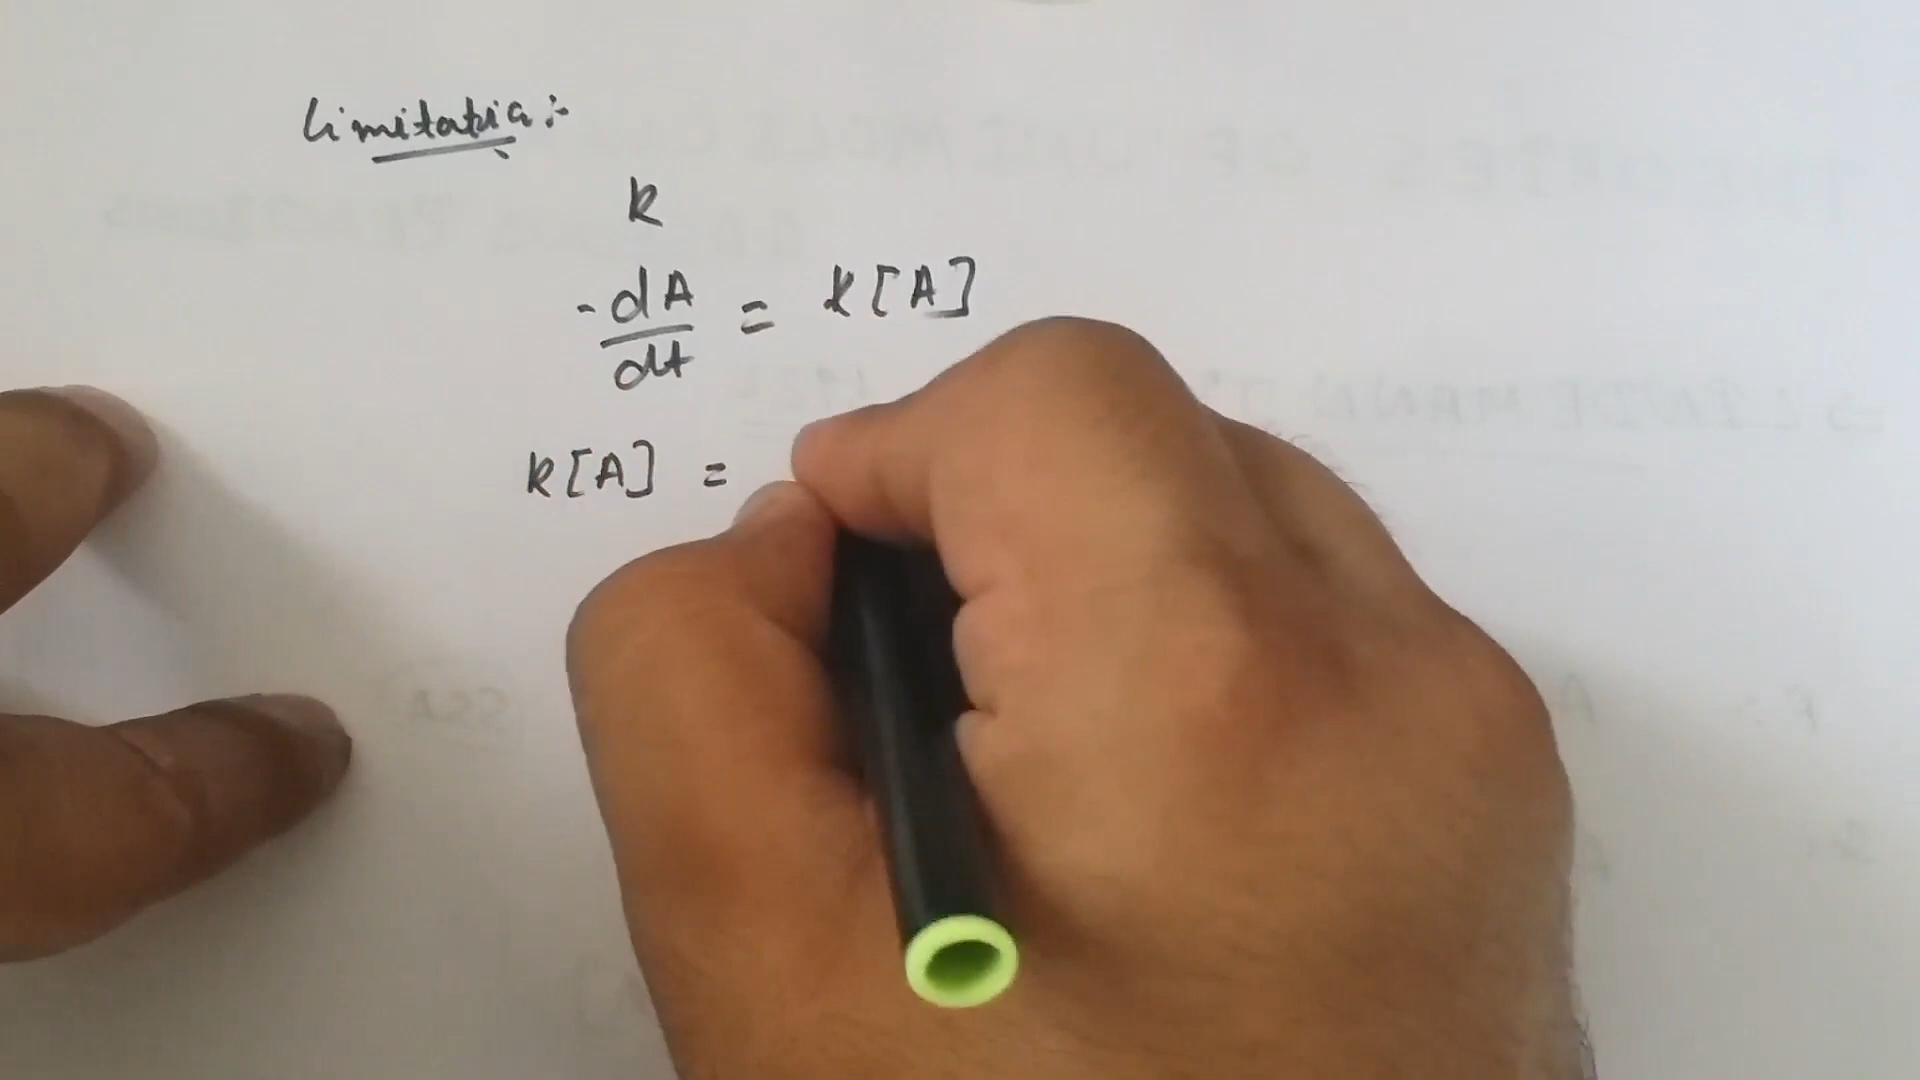 Limitatia :-
k
-dA/dt = k[A]
k[A] =